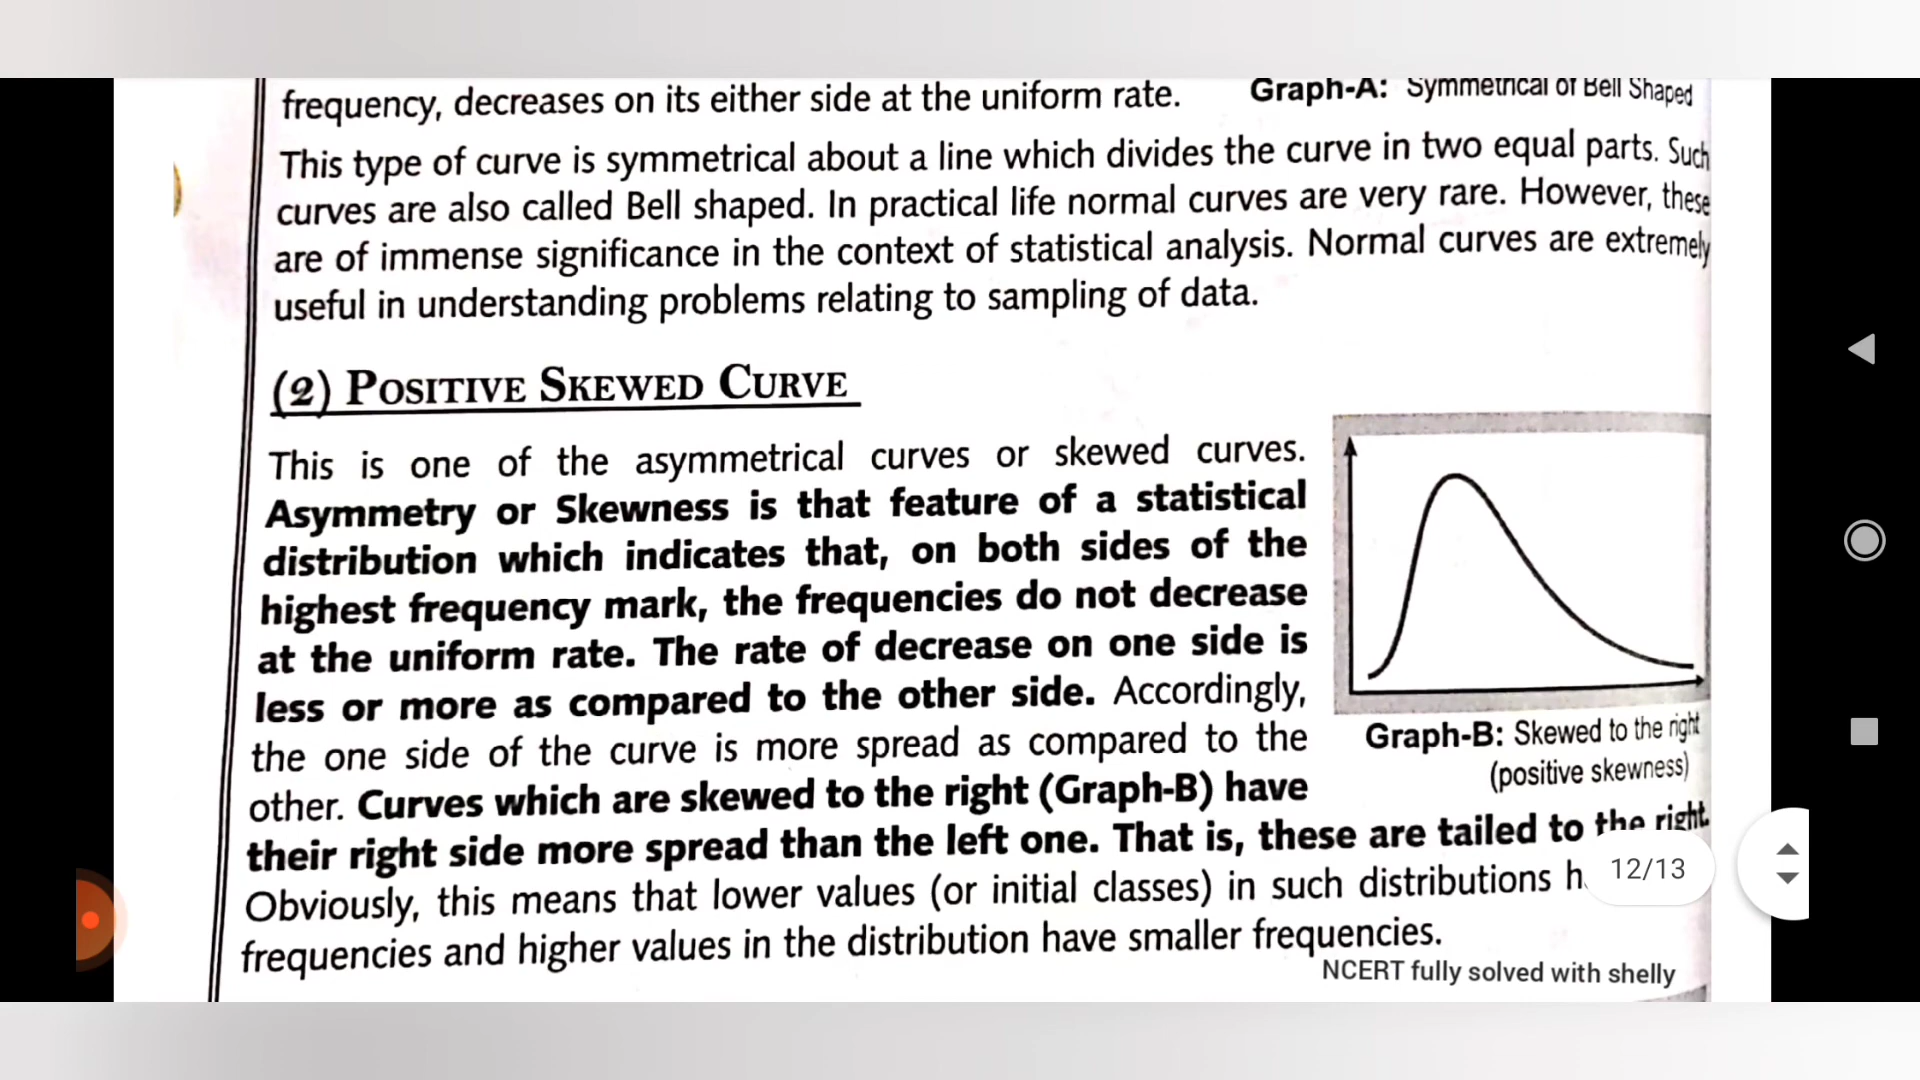 frequency, decreases on its either side at the uniform rate.
Graph-A: Symmetrical of Bell Shaped
This type of curve is symmetrical about a line which divides the curve in two equal parts. Such
curves are also called Bell shaped. In practical life normal curves are very rare. However, these
are of immense significance in the context of statistical analysis. Normal curves are extremely
useful in understanding problems relating to sampling of data.
(2) POSITIVE SKEWED CURVE
This is one of the asymmetrical curves or skewed curves.
Asymmetry or Skewness is that feature of a statistical
distribution which indicates that, on both sides of the
highest frequency mark, the frequencies do not decrease
at the uniform rate. The rate of decrease on one side is
less or more as compared to the other side. Accordingly,
the one side of the curve is more spread as compared to the
other. Curves which are skewed to the right (Graph-B) have
their right side more spread than the left one. That is, these are tailed to the right.
Obviously, this means that lower values (or initial classes) in such distributions
frequencies and higher values in the distribution have smaller frequencies.
Graph-B: Skewed to the right
(positive skewness)
12/13
NCERT fully solved with shelly